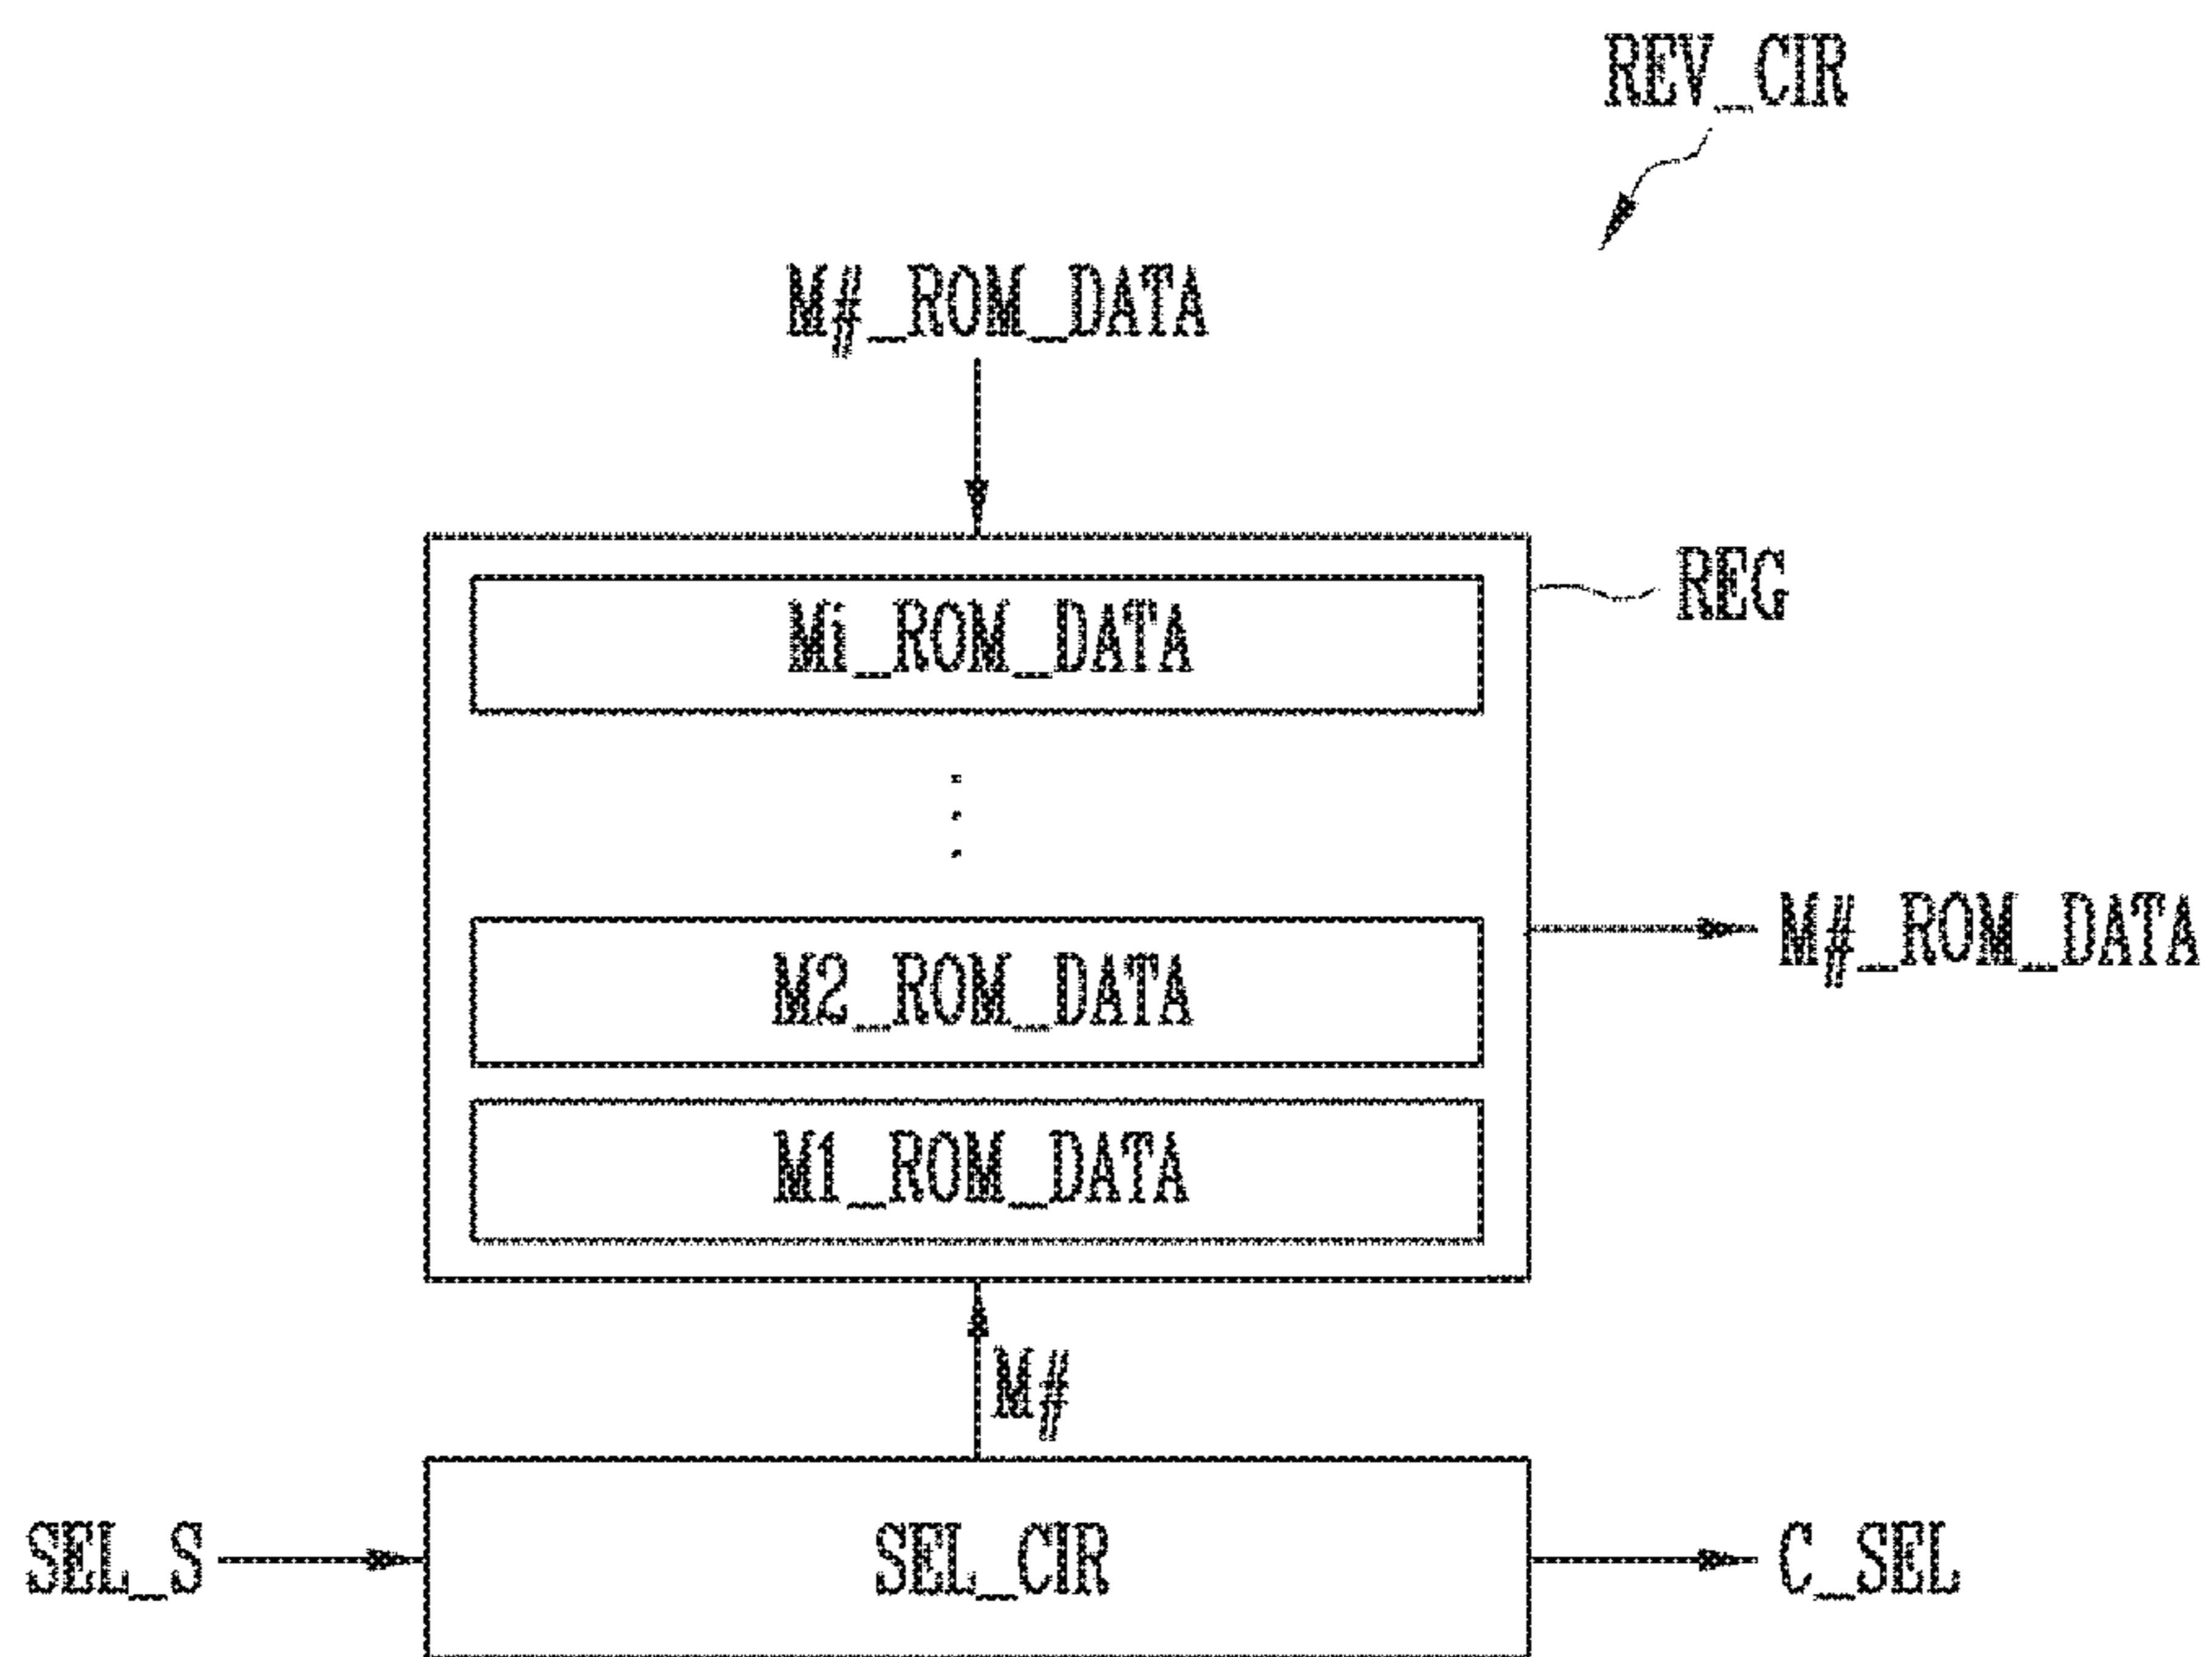 REV_CIR
M#_ROM_DATA
REG
Mi_ROM_DATA
M2_ROM_DATA
M#_ROM_DATA
M1_ROM_DATA
M#
SEL_S
SEL_CIR
C_SEL